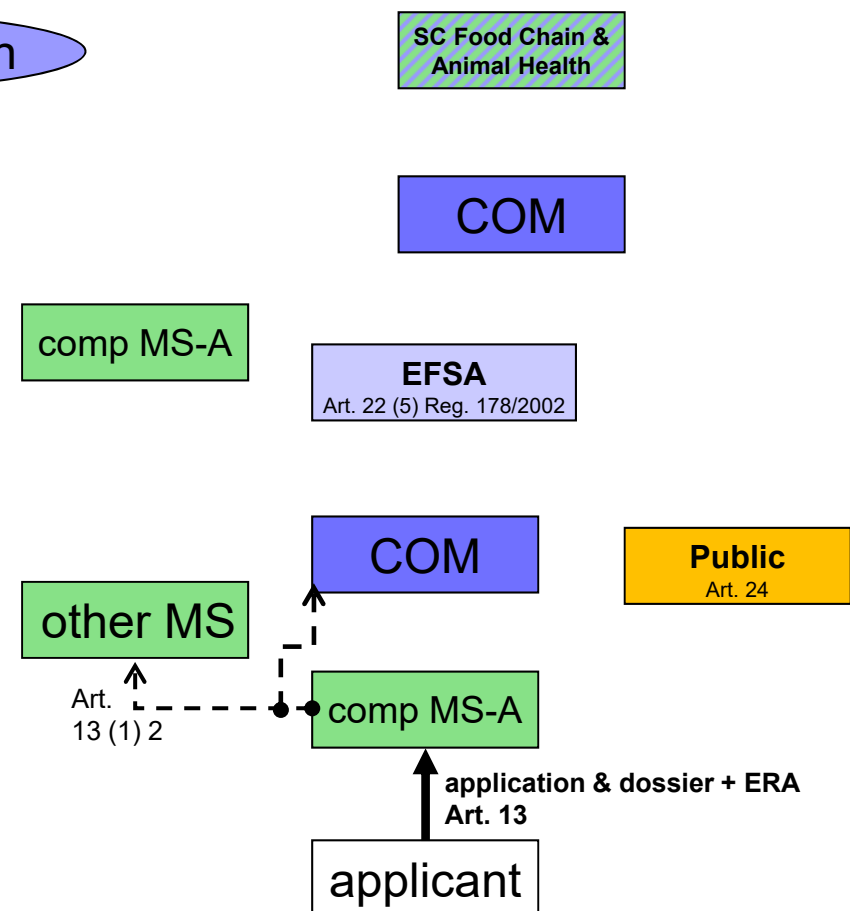 n
SC Food Chain &
Animal Health
COM
comp MS-A
EFSA
Art. 22 (5) Reg. 178/2002
COM
Public
Art. 24
other MS
Art.
13 (1) 2
comp MS-A
application & dossier + ERA
Art. 13
applicant